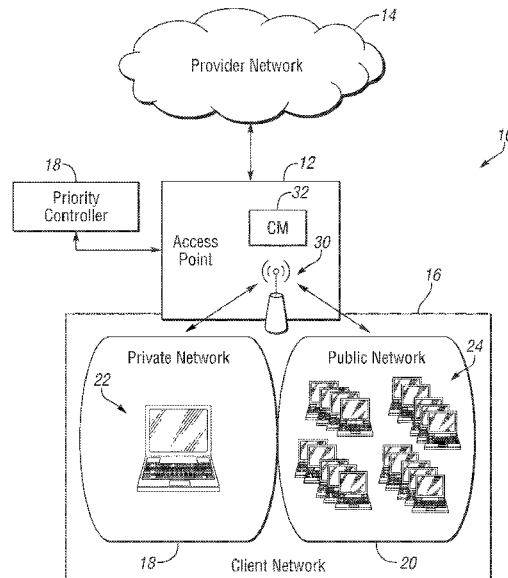 14
Provider Network
10
18
12
Priority
Controller
32
CM
Access
Point
30
16
Private Network
Public Network
22
24
18
20
Client Network